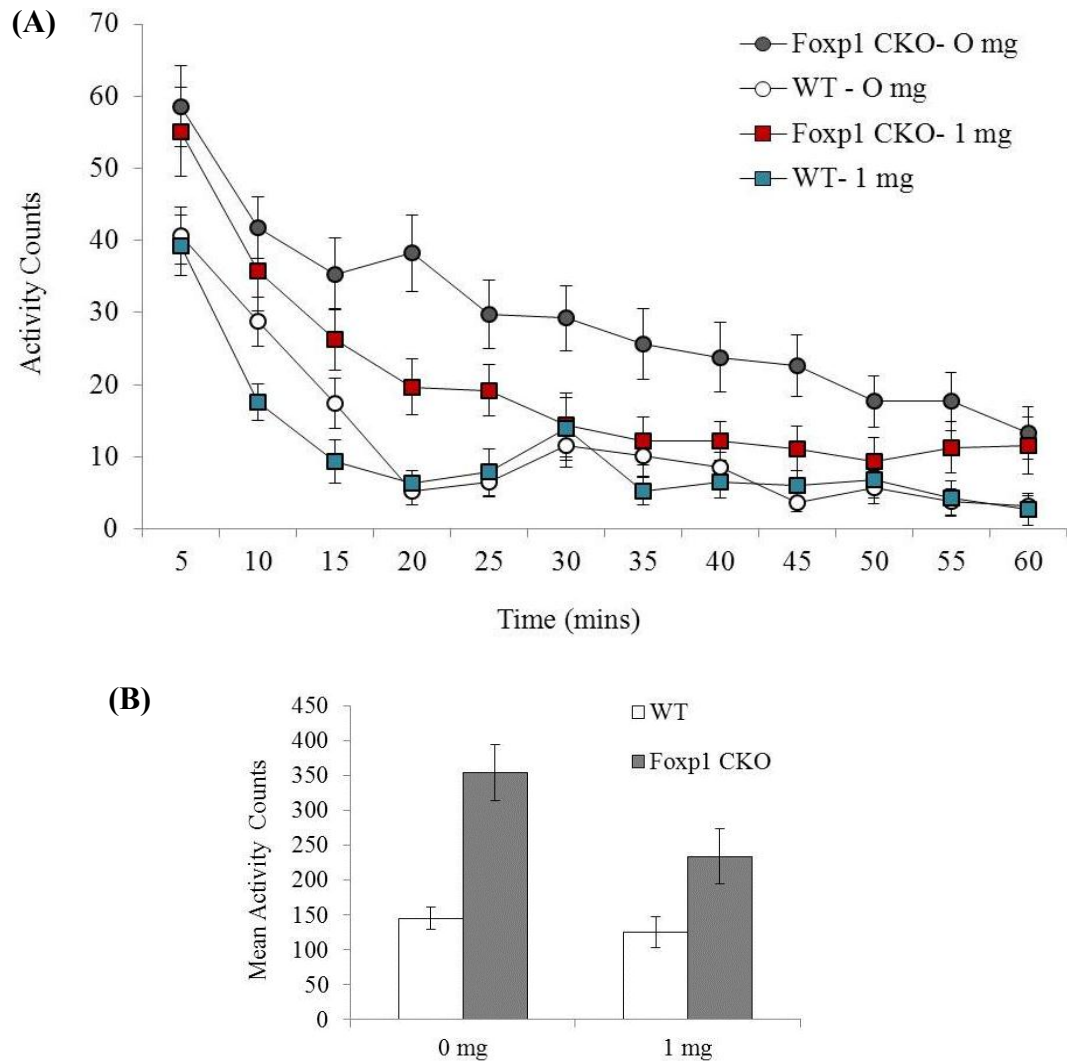 (A)
70
60
50
40
30
20
10
0
Activity Counts
Foxp1 CKO- O mg
WT - O mg
Foxp1 CKO- 1 mg
WT- 1 mg
5 10 15 20 25 30 35 40 45 50 55 60
Time (mins)
(B)
450
400
350
300
250
200
150
100
50
0
Mean Activity Counts
WT
Foxp1 CKO
0 mg 1 mg